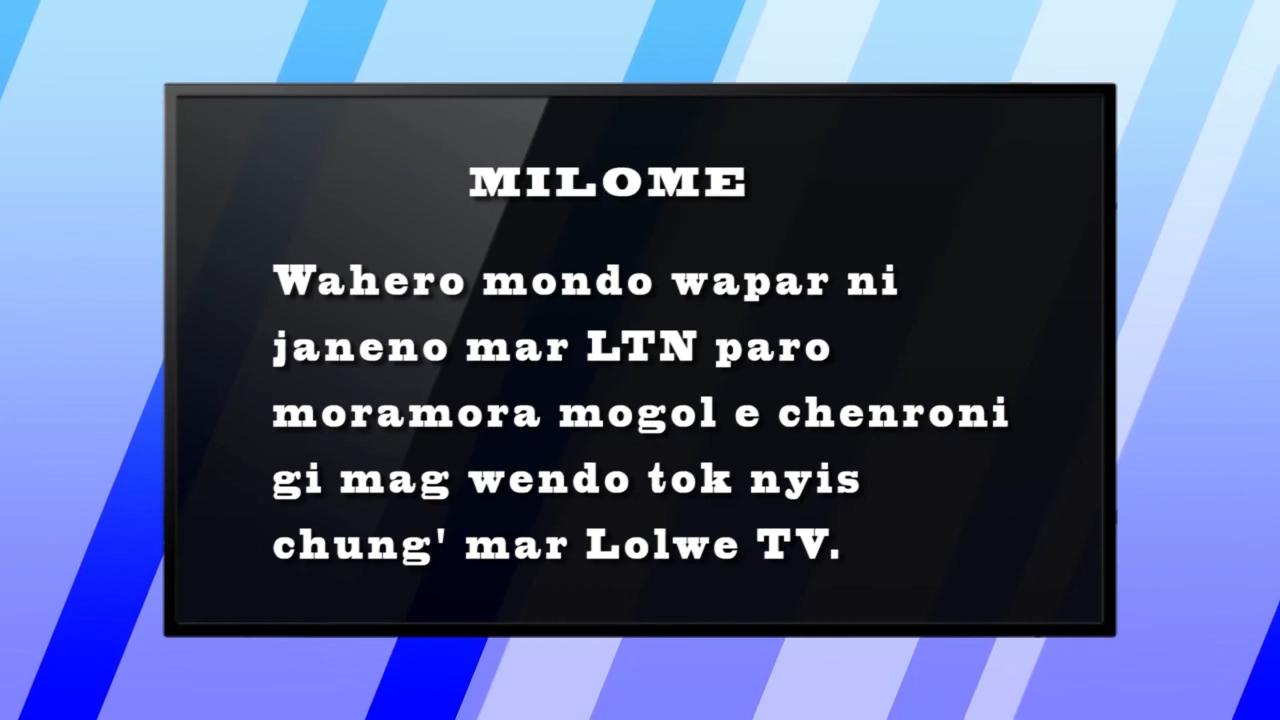 MILOME
Wahero mondo wapar ni
janeno mar LTN paro
moramora mogol e chenroni
gi mag wendo tok nyis
chung' mar Lolwe TV.